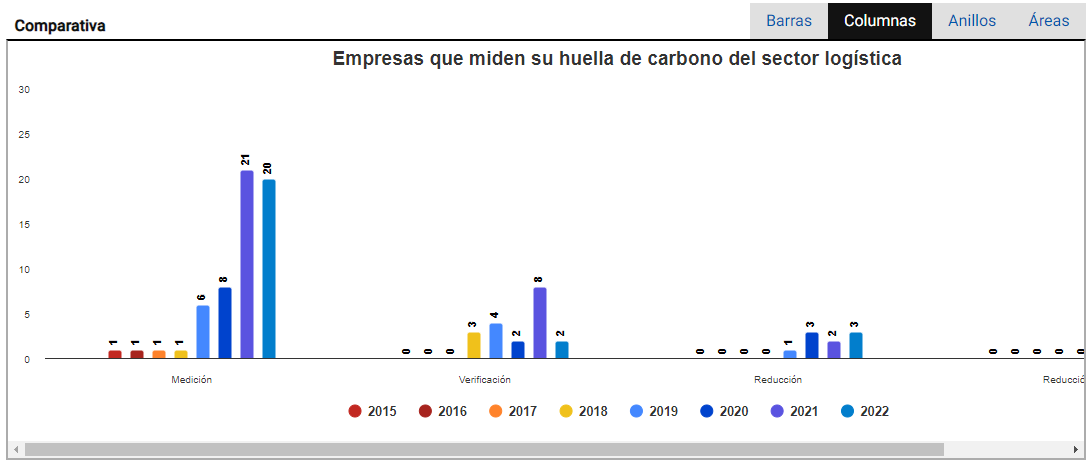 Comparativa
Barras Columnas Anillos Áreas
Empresas que miden su huella de carbono del sector logística
30
25
20
15
10
5
0
1 1 1 1 6 8 21 20
0 0 0 3 4 2 8 2
0 0 0 0 1 3 2 3
0 0 0 0 0
Medición Verificación Reducción Reducció
2015 2016 2017 2018 2019 2020 2021 2022